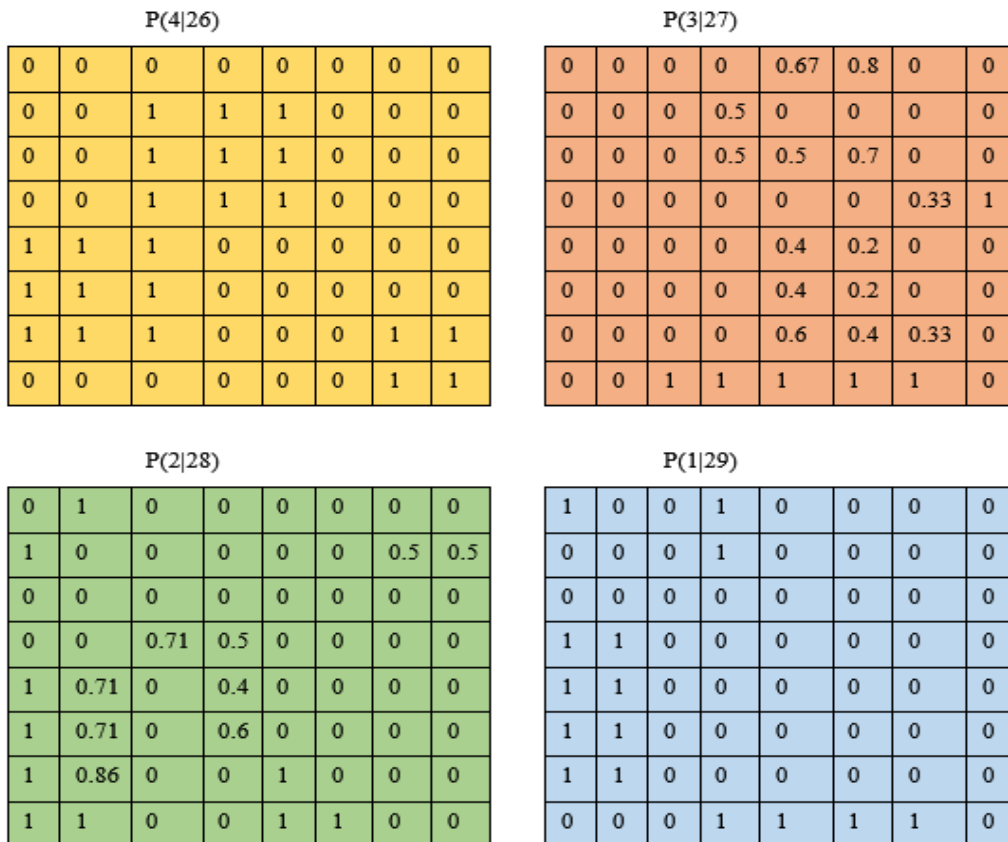 P(4|26)
0 0 0 0 0 0 0 0
0 0 1 1 1 0 0 0
0 0 1 1 1 0 0 0
0 0 1 1 1 0 0 0
1 1 1 0 0 0 0 0
1 1 1 0 0 0 0 0
1 1 1 0 0 0 1 1
0 0 0 0 0 0 1 1
P(3|27)
0 0 0 0 0.67 0.8 0 0
0 0 0 0.5 0 0 0 0
0 0 0 0.5 0.5 0.7 0 0
0 0 0 0 0 0 0.33 1
0 0 0 0 0.4 0.2 0 0
0 0 0 0 0.4 0.2 0 0
0 0 0 0 0.6 0.4 0.33 0
0 0 1 1 1 1 1 0
P(2|28)
0 1 0 0 0 0 0 0
1 0 0 0 0 0 0.5 0.5
0 0 0 0 0 0 0 0
0 0 0.71 0.5 0 0 0 0
1 0.71 0 0.4 0 0 0 0
1 0.71 0 0.6 0 0 0 0
1 0.86 0 0 1 0 0 0
1 1 0 0 1 1 0 0
P(1|29)
1 0 0 1 0 0 0 0
0 0 0 1 0 0 0 0
0 0 0 0 0 0 0 0
1 1 0 0 0 0 0 0
1 1 0 0 0 0 0 0
1 1 0 0 0 0 0 0
1 1 0 0 0 0 0 0
0 0 0 1 1 1 1 0